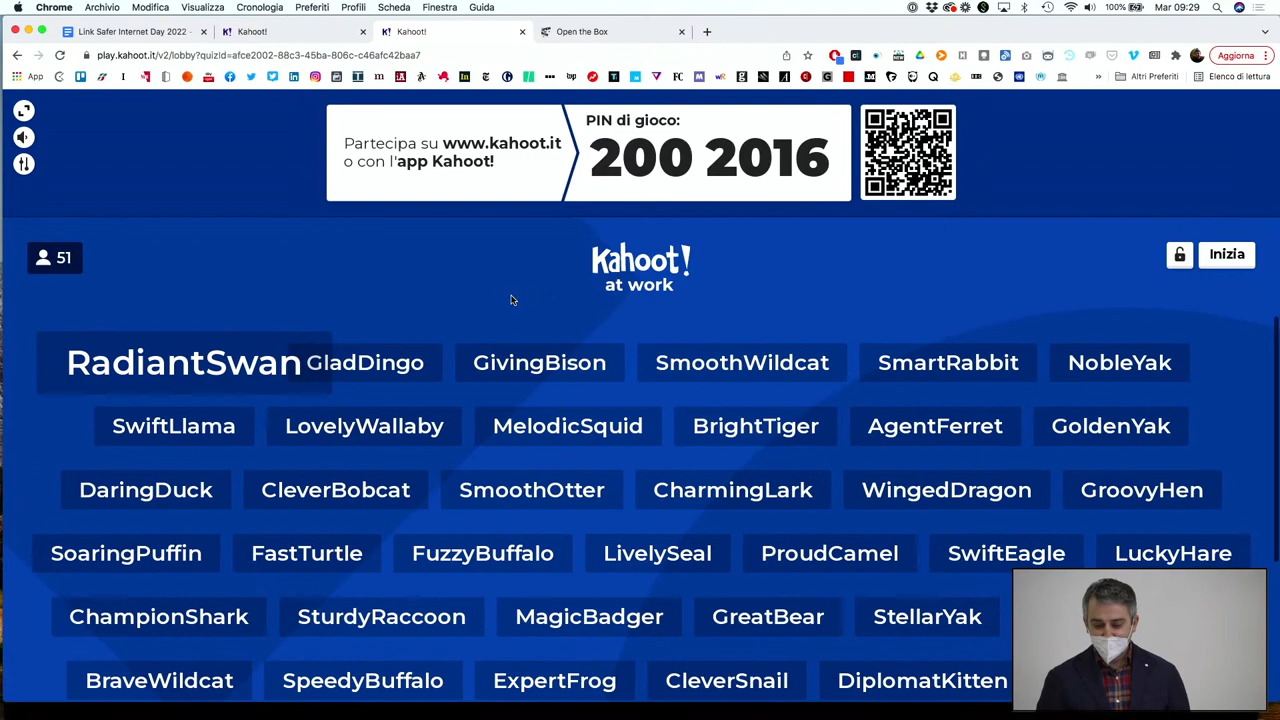 Chrome Archivio Modifica Visualizza Cronologia Preferiti Profili Scheda Finestra Guida 100% Mar 09:29
Link Safer Internet Day 2022 - Kahoot! Kahoot! Open the Box
play.kahoot.it/v2/lobby?quizId=afce2002-88c3-45ba-806c-c46afc42baa7 Aggiorna
App Altri Preferiti Elenco di lettura
Partecipa su www.kahoot.it
o con l'app Kahoot!
PIN di gioco:
200 2016
51
Kahoot!
at work
Inizia
RadiantSwan GladDingo GivingBison SmoothWildcat SmartRabbit NobleYak
SwiftLlama LovelyWallaby MelodicSquid BrightTiger AgentFerret GoldenYak
DaringDuck CleverBobcat SmoothOtter CharmingLark WingedDragon GroovyHen
SoaringPuffin FastTurtle FuzzyBuffalo LivelySeal ProudCamel SwiftEagle LuckyHare
ChampionShark SturdyRaccoon MagicBadger GreatBear StellarYak
BraveWildcat SpeedyBuffalo ExpertFrog CleverSnail DiplomatKitten